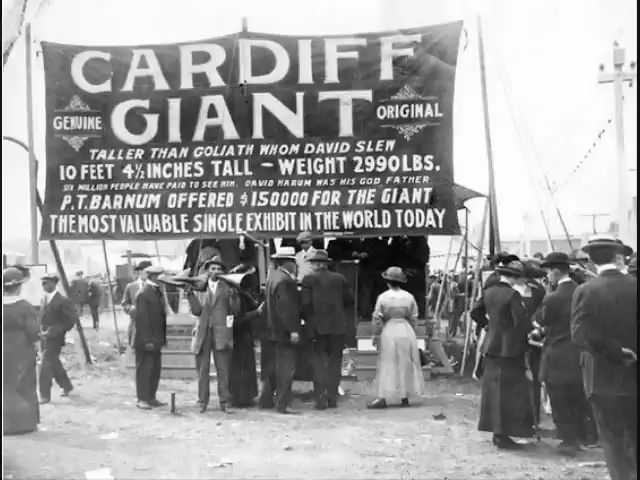 CARDIFF
GENUINE GIANT ORIGINAL
TALLER THAN GOLIATH WHOM DAVID SLEW
10 FEET 4½ INCHES TALL - WEIGHT 2990 LBS.
SIX MILLION PEOPLE HAVE PAID TO SEE HIM. DAVID HARUM WAS HIS GOD FATHER
P.T. BARNUM OFFERED $150000 FOR THE GIANT
THE MOST VALUABLE SINGLE EXHIBIT IN THE WORLD TODAY